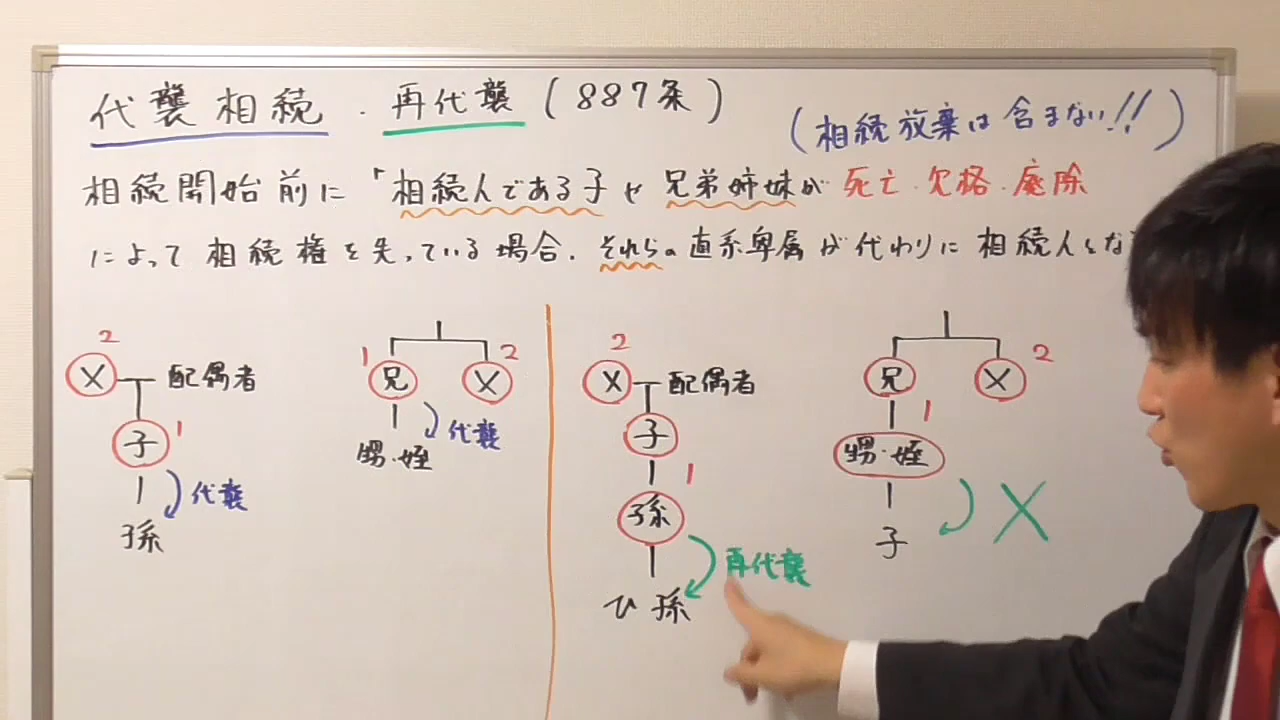 代襲相続・再代襲(887条)
(相続放棄は含まない!!)
相続開始前に「相続人である子や兄弟姉妹が死亡・欠格・廃除
によって相続権を失っている場合、それらの直系卑属が代わりに相続人とな
2
X 配偶者
子 1
代襲
孫
1 兄 X 2
代襲
甥・姪
2
X 配偶者
子
1
孫
再代襲
ひ孫
兄 X 2
1
甥・姪
X
子